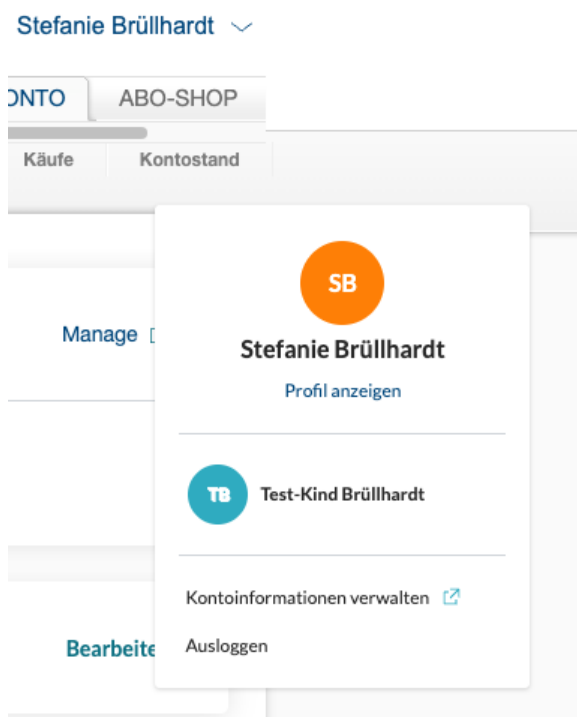 Stefanie Brüllhardt
ONTO ABO-SHOP
Käufe Kontostand
Manage
SB
Stefanie Brüllhardt
Profil anzeigen
TB Test-Kind Brüllhardt
Kontoinformationen verwalten
Bearbeite
Ausloggen